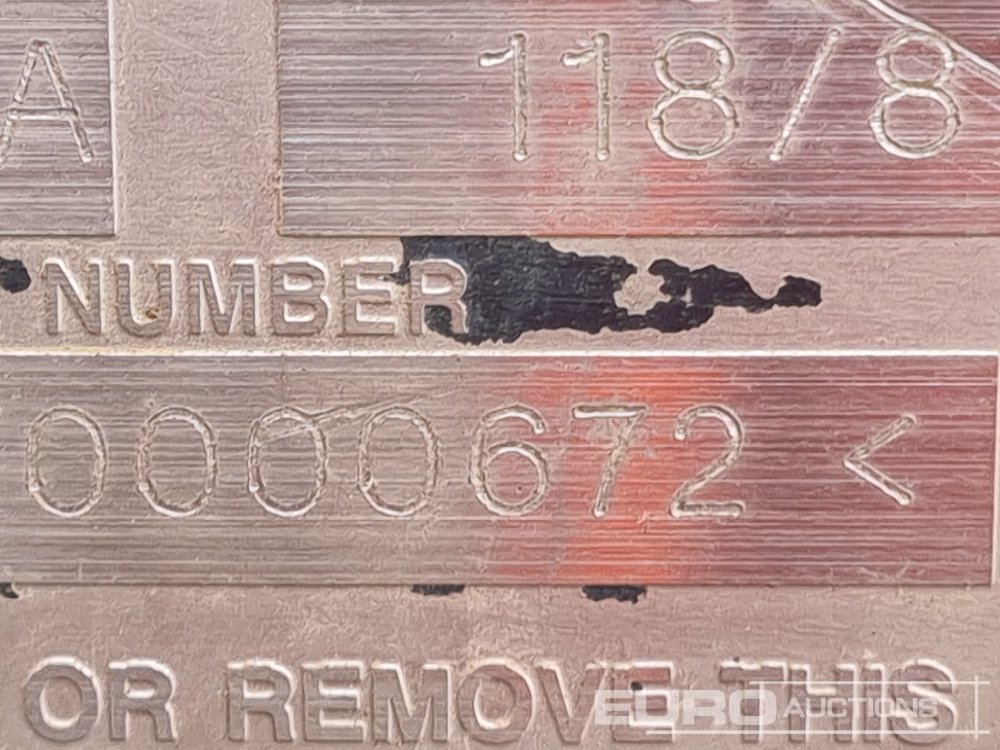 A 118/8
NUMBER
0000672<
OR REMOVE THIS
EURO AUCTIONS